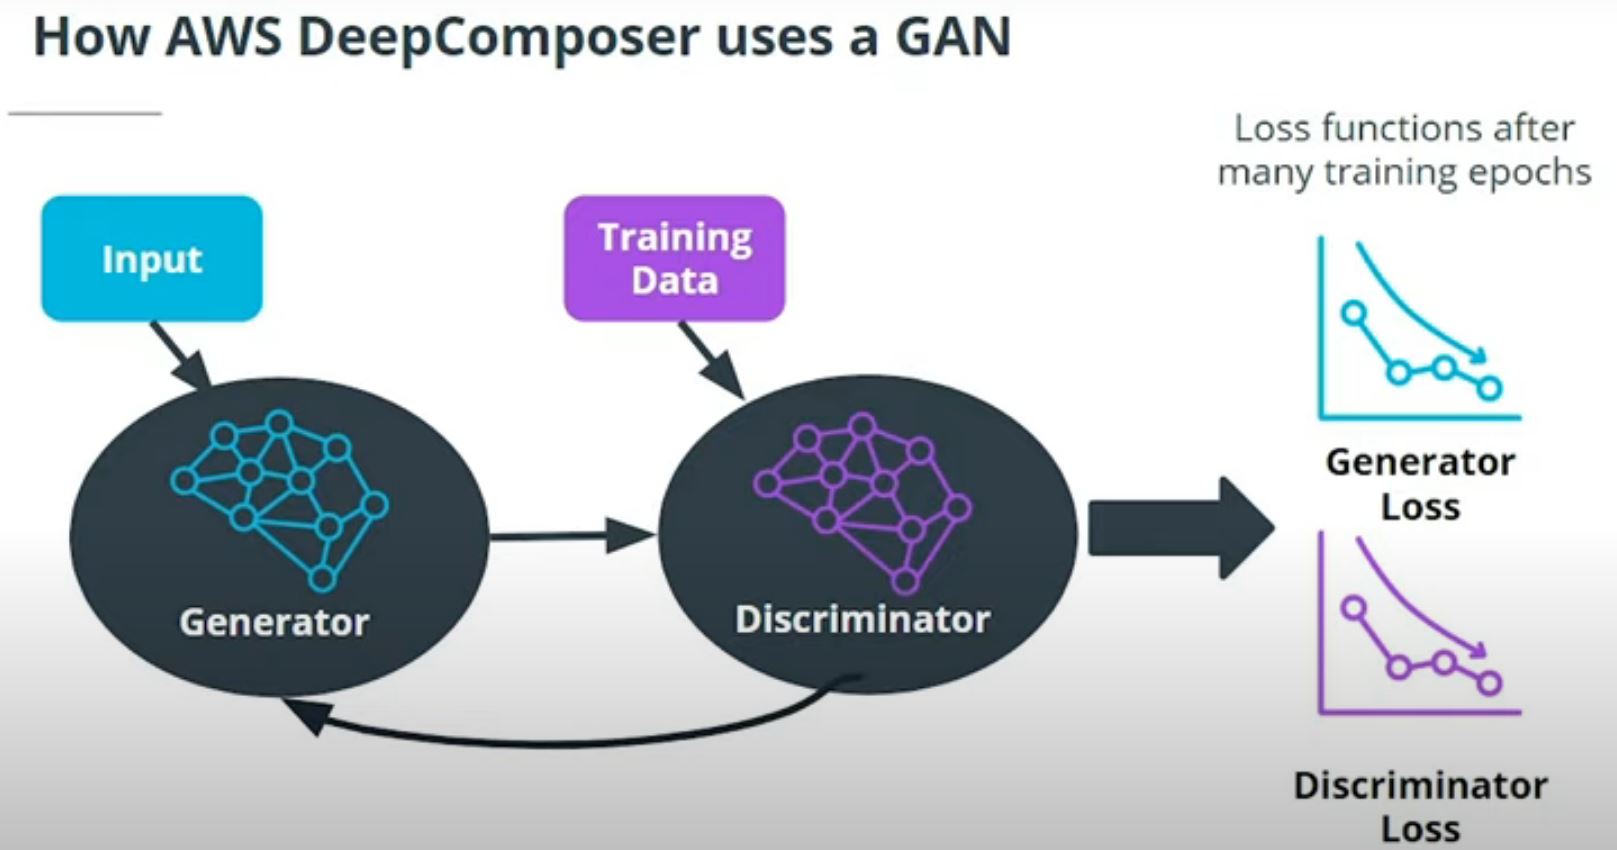 How AWS DeepComposer uses a GAN
Loss functions after
many training epochs
Input
Training
Data
Generator
Discriminator
Generator
Loss
Discriminator
Loss